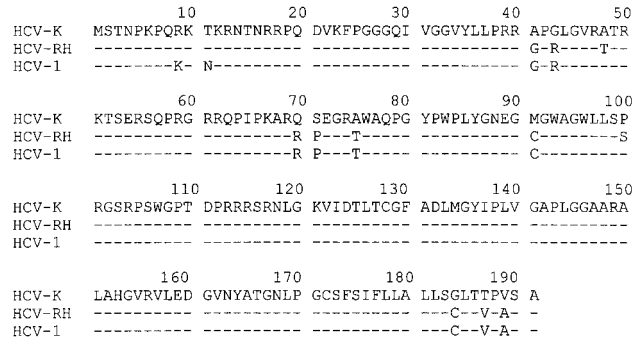 10 20 30 40 50
HCV-K MSTNPKPQRK TKRNTNRRPQ DVKFPGGGQI VGGVYLLPRR APGLGVRATR
HCV-RH ---------- ---------- ---------- ---------- G-R----T--
HCV-1 --------K- N--------- ---------- ---------- G-R-------
60 70 80 90 100
HCV-K KTSERSQPRG RRQPIPKARQ SEGRAWAQPG YPWPLYGNEG MGWAGWLLSP
HCV-RH ---------- ---------R P---T----- ---------- C--------S
HCV-1 ---------- ---------R P---T----- ---------- C---------
110 120 130 140 150
HCV-K RGSRPSWGPT DPRRRSRNLG KVIDTLTCGF ADLMGYIPLV GAPLGGAARA
HCV-RH ---------- ---------- ---------- ---------- ----------
HCV-1 ---------- ---------- ---------- ---------- ----------
160 170 180 190
HCV-K LAHGVRVLED GVNYATGNLP GCSFSIFLLA LLSGLTTPVS A
HCV-RH ---------- ---------- ---------- ---C--V-A- -
HCV-1 ---------- ---------- ---------- ---C--V-A- -